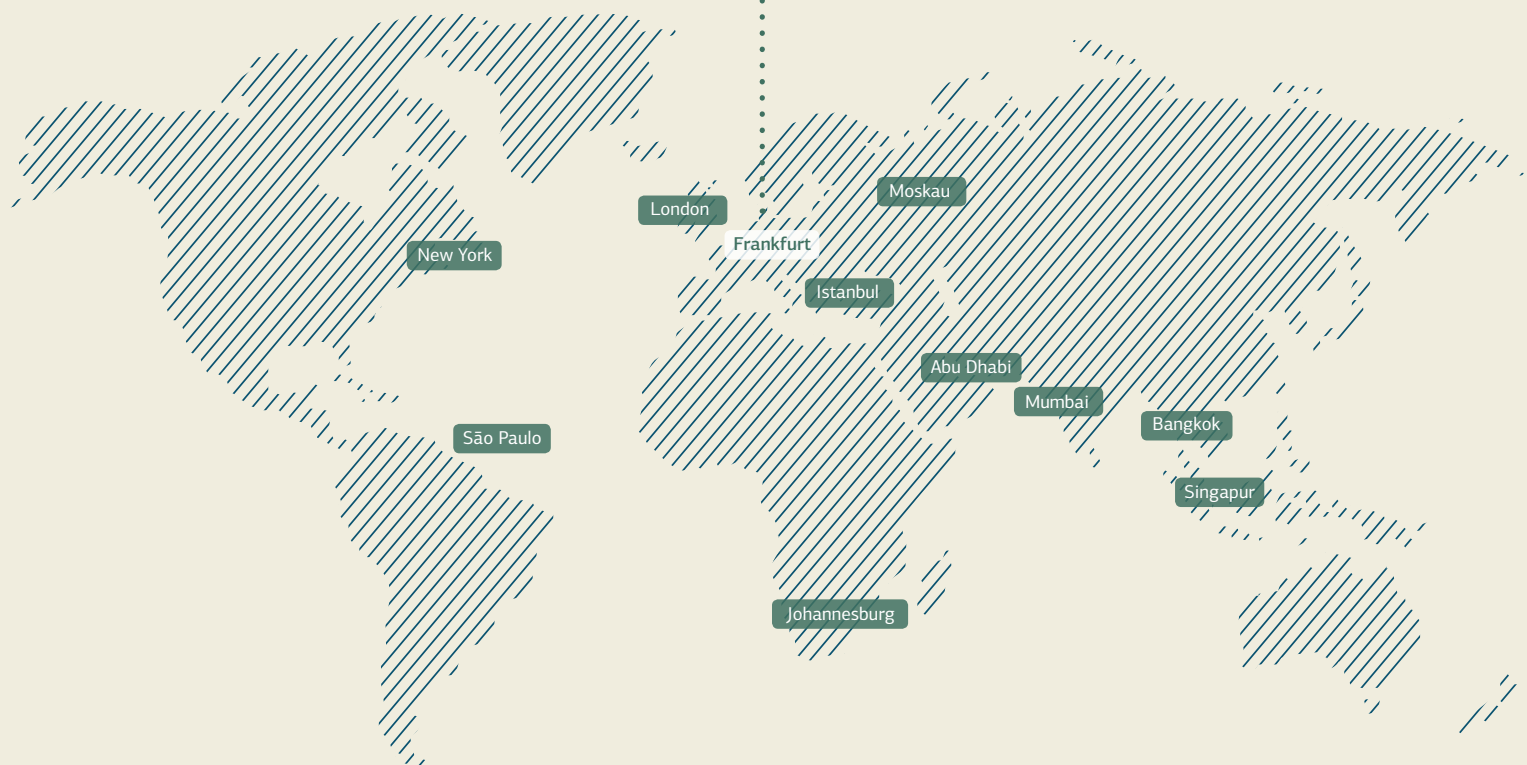 Moskau
London
Frankfurt
New York
Istanbul
Abu Dhabi
Mumbai
Bangkok
São Paulo
Singapur
Johannesburg